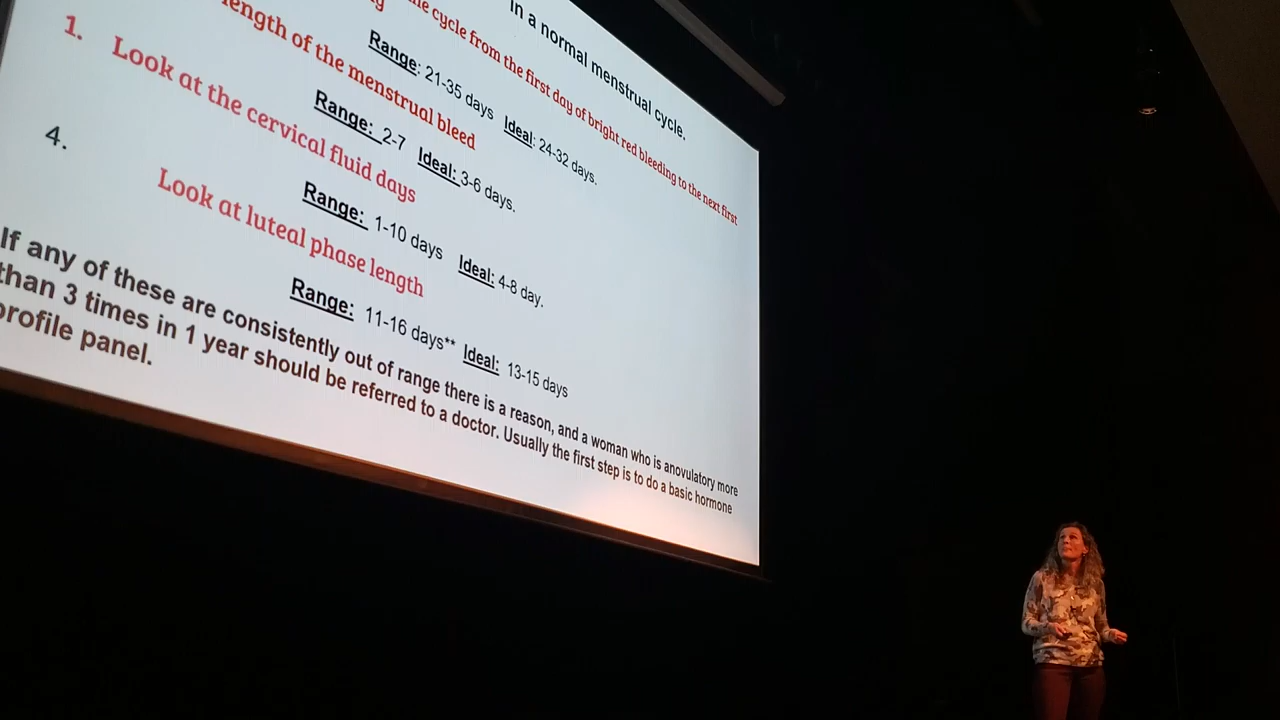 In a normal menstrual cycle.
cycle from the first day of bright red bleeding to the next first
Range: 21-35 days Ideal: 24-32 days.
length of the menstrual bleed
Range: 2-7 Ideal: 3-6 days.
1. Look at the cervical fluid days
Range: 1-10 days Ideal: 4-8 day.
4. Look at luteal phase length
Range: 11-16 days** Ideal: 13-15 days
If any of these are consistently out of range there is a reason, and a woman who is anovulatory more
than 3 times in 1 year should be referred to a doctor. Usually the first step is to do a basic hormone
profile panel.